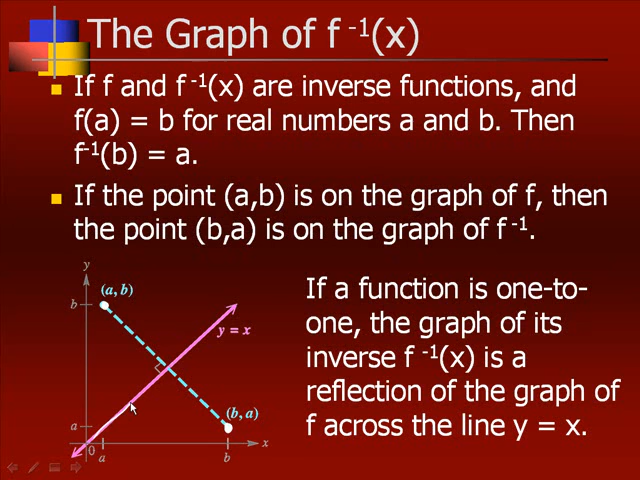 The Graph of f ⁻¹(x)
If f and f ⁻¹(x) are inverse functions, and
f(a) = b for real numbers a and b. Then
f⁻¹(b) = a.
If the point (a,b) is on the graph of f, then
the point (b,a) is on the graph of f ⁻¹.
y
(a, b)
b
y = x
(b, a)
a
0
a
b
x
If a function is one-to-
one, the graph of its
inverse f ⁻¹(x) is a
reflection of the graph of
f across the line y = x.